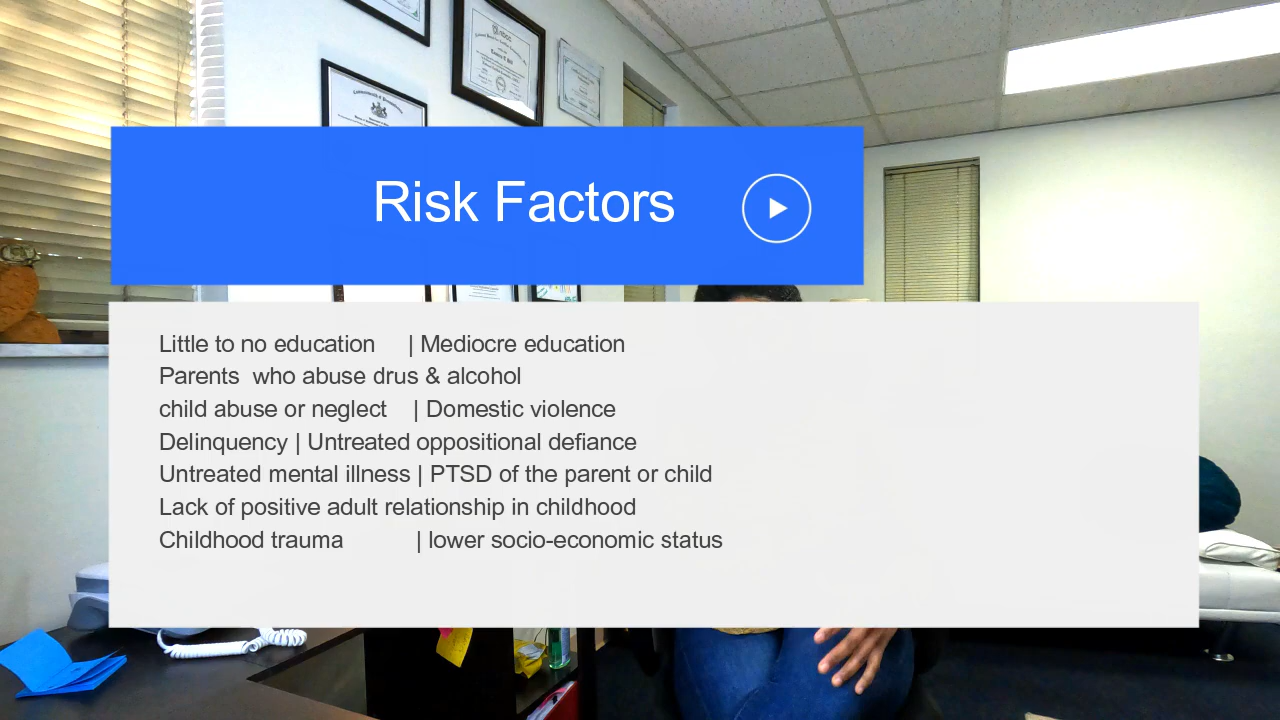 Risk Factors
Little to no education | Mediocre education
Parents who abuse drus & alcohol
child abuse or neglect | Domestic violence
Delinquency | Untreated oppositional defiance
Untreated mental illness | PTSD of the parent or child
Lack of positive adult relationship in childhood
Childhood trauma | lower socio-economic status